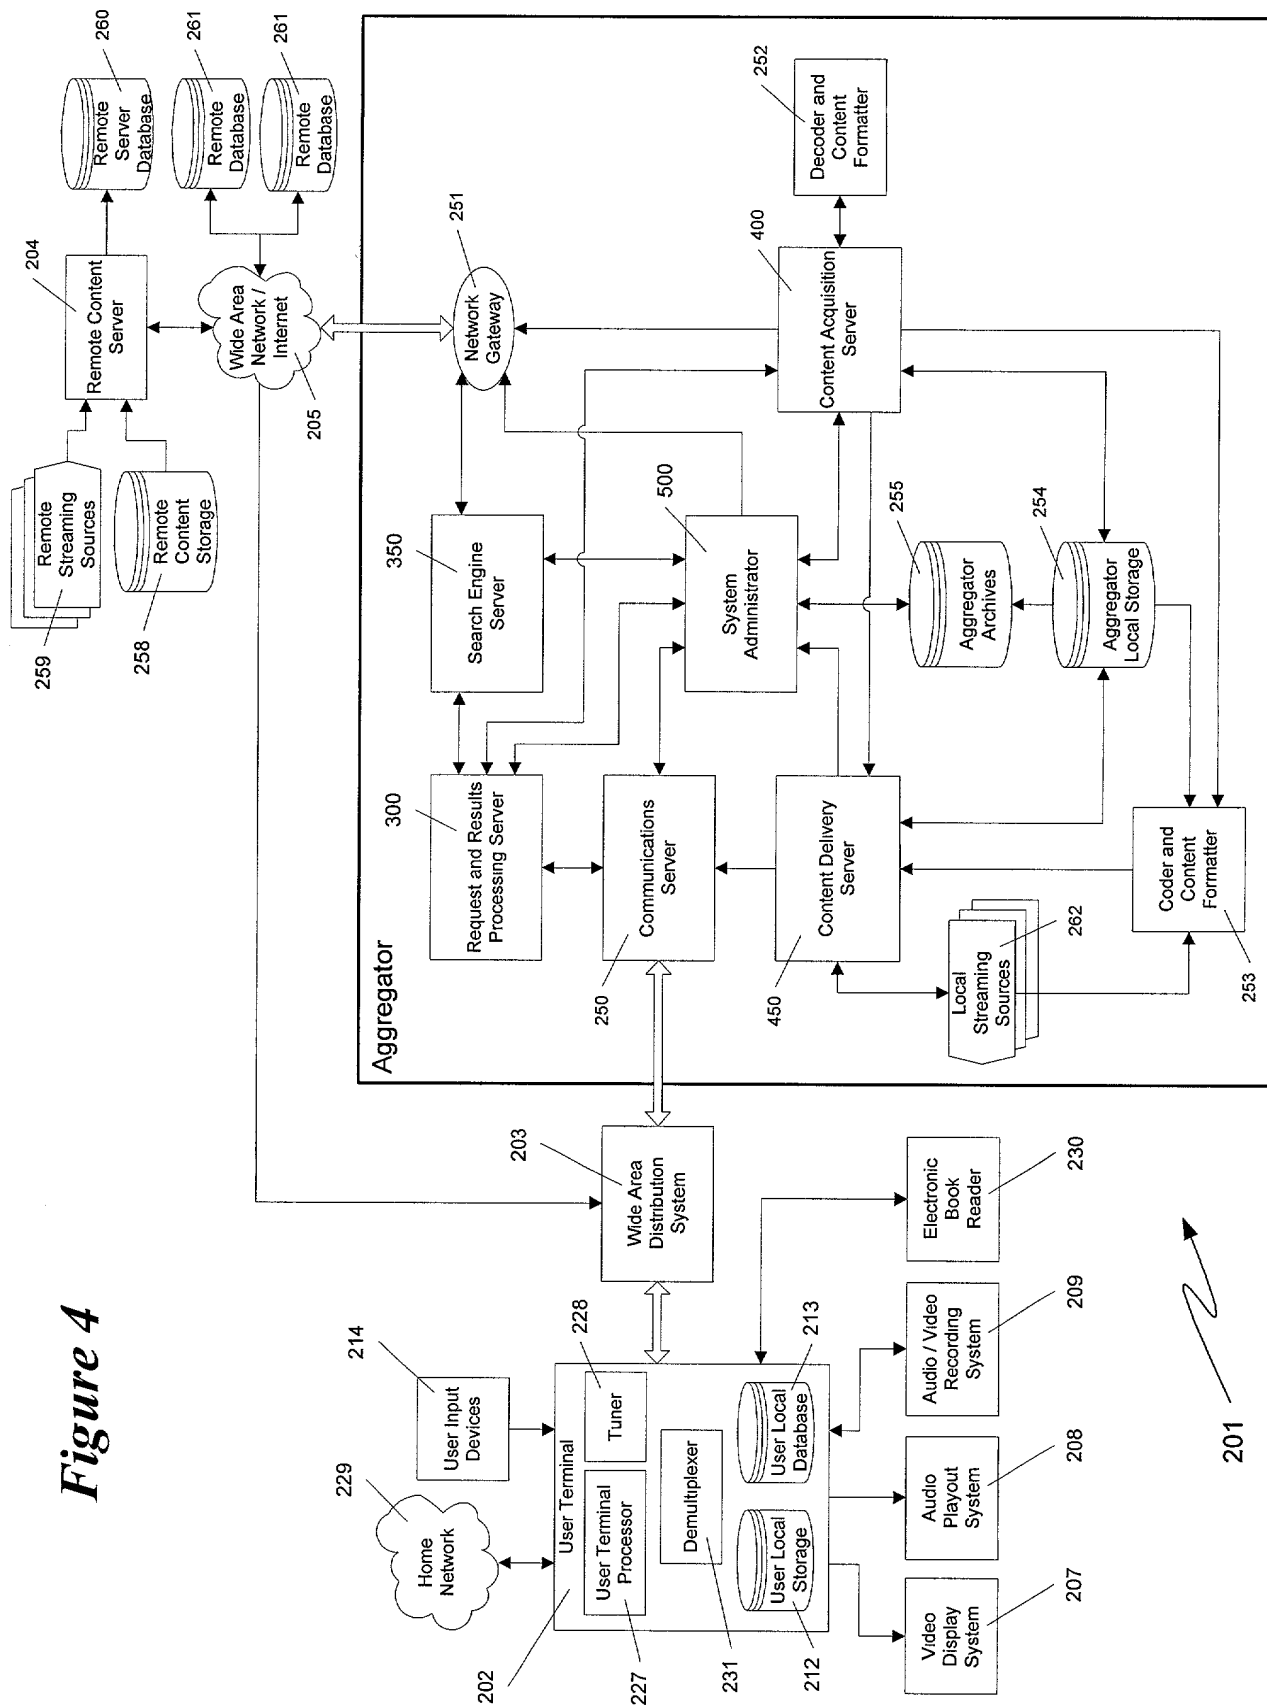 Figure 4
229
Home
Network
214
User Input
Devices
202
User Terminal
227
User Terminal
Processor
228
Tuner
231
Demultiplexer
212
User Local
Storage
213
User Local
Database
207
Video
Display
System
208
Audio
Playout
System
209
Audio / Video
Recording
System
230
Electronic
Book
Reader
201
203
Wide Area
Distribution
System
259
Remote
Streaming
Sources
258
Remote
Content
Storage
204
Remote Content
Server
260
Remote
Server
Database
261
Remote
Database
261
Remote
Database
205
Wide Area
Network /
Internet
Aggregator
300
Request and Results
Processing Server
350
Search Engine
Server
251
Network
Gateway
250
Communications
Server
500
System
Administrator
400
Content Acquisition
Server
252
Decoder and
Content
Formatter
450
Content Delivery
Server
255
Aggregator
Archives
254
Aggregator
Local Storage
262
Local
Streaming
Sources
253
Coder and
Content
Formatter